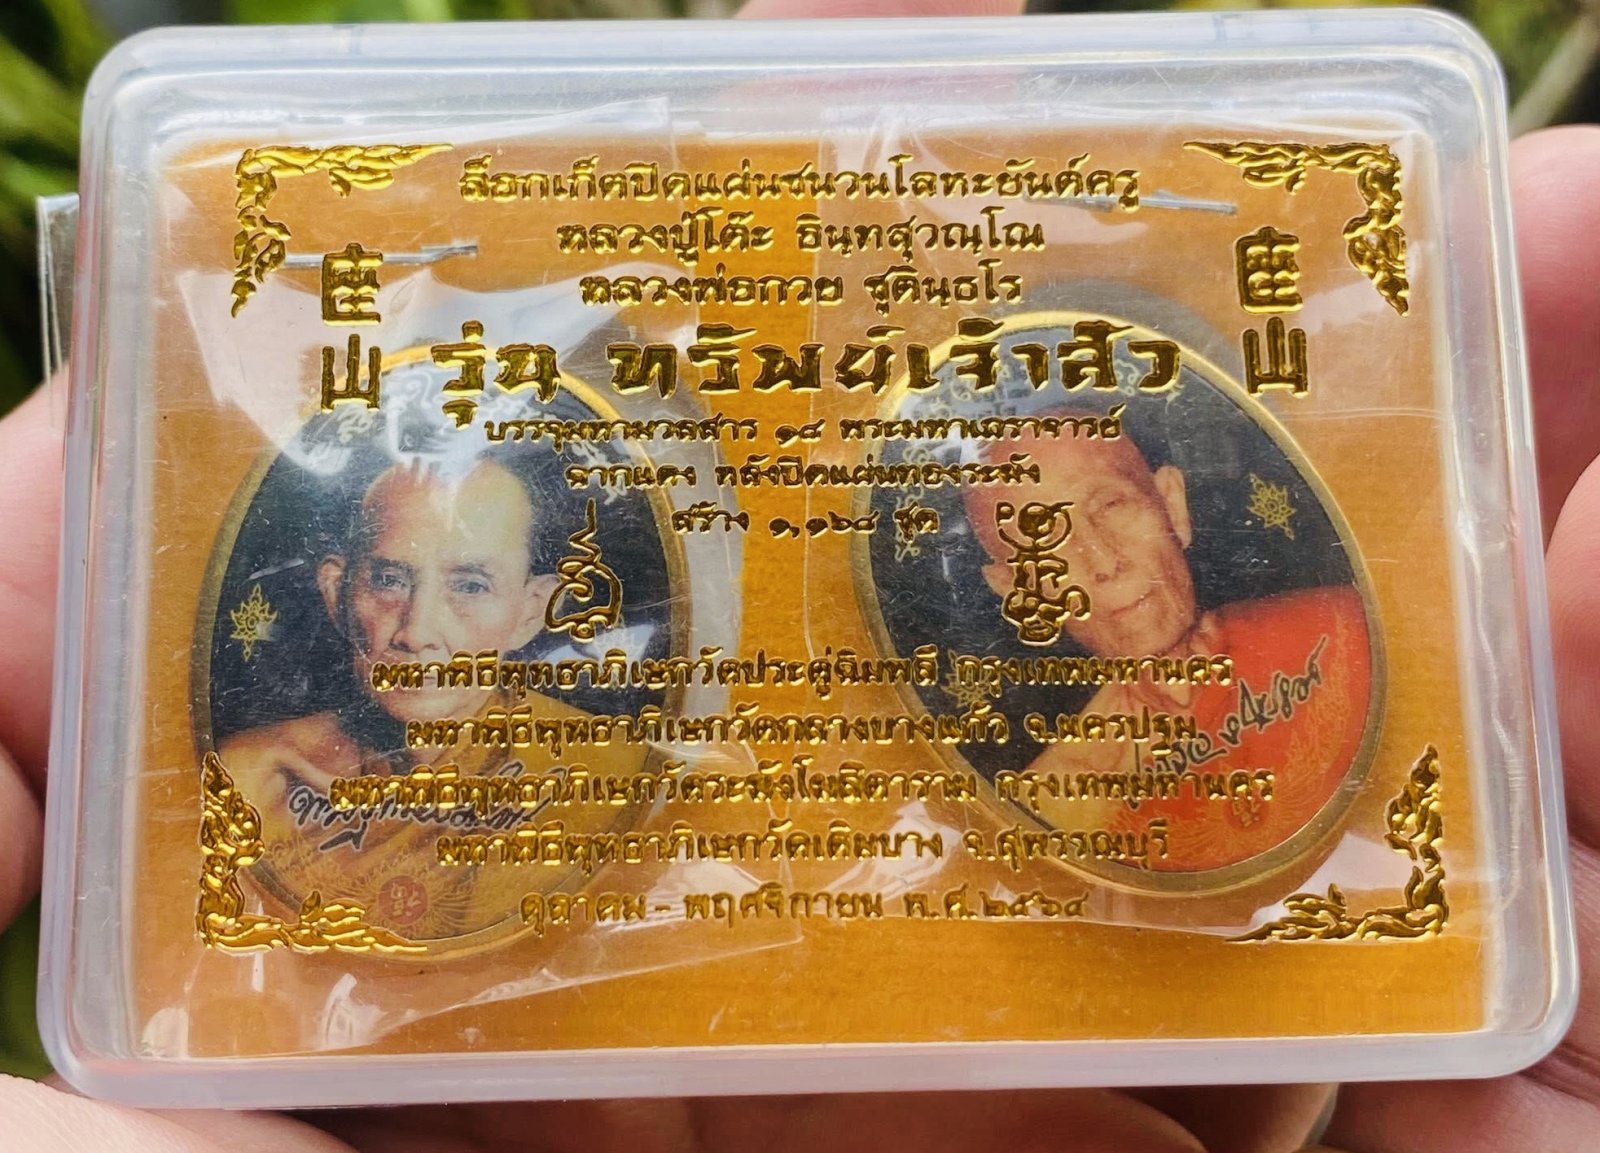 ล็อกเก็ตปิดแผ่นชนวนโลหะยันต์ครู
หลวงปู่โต๊ะ อินฺทสุวณฺโณ
หลวงพ่อกวย ชุตินฺธโร
รุ่น ทรัพย์เจ้าสัว
บรรจุมหามวลสาร ๑๘ พระมหาเถราจารย์
ฉากแดง หลังปิดแผ่นทองระฆัง
สร้าง ๑,๑๖๘ ชุด
มหาพิธีพุทธาภิเษกวัดประดู่ฉิมพลี กรุงเทพมหานคร
มหาพิธีพุทธาภิเษกวัดกลางบางแก้ว จ.นครปฐม
มหาพิธีพุทธาภิเษกวัดระฆังโฆสิตาราม กรุงเทพมหานคร
มหาพิธีพุทธาภิเษกวัดเดิมบาง จ.สุพรรณบุรี
ตุลาคม - พฤศจิกายน พ.ศ.๒๕๖๔